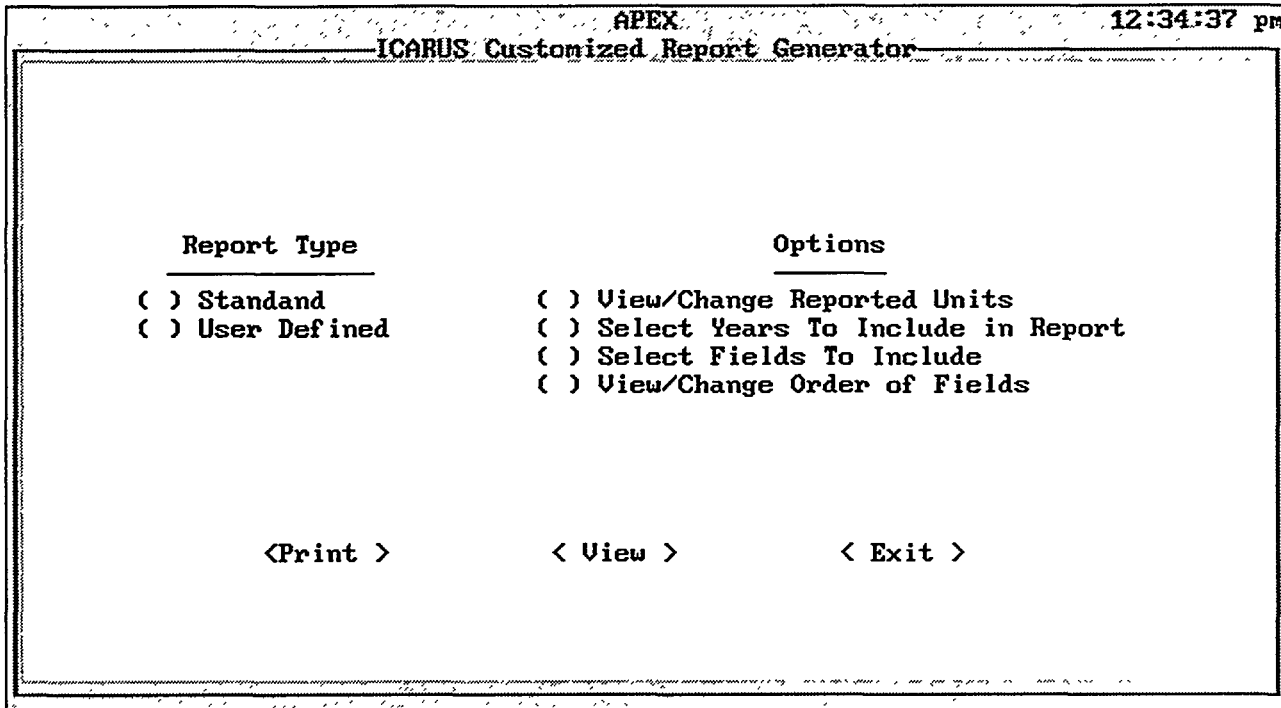 APEX 12:34:37 pm
ICARUS Customized Report Generator
Report Type Options
( ) Standand ( ) View/Change Reported Units
( ) User Defined ( ) Select Years To Include in Report
( ) Select Fields To Include
( ) View/Change Order of Fields
<Print > < View > < Exit >